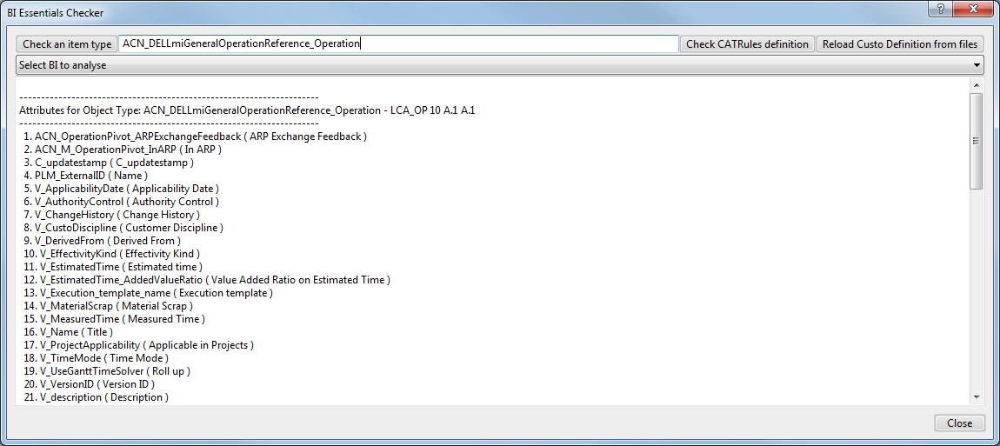 BI Essentials Checker
Check an item type ACN_DELLmiGeneralOperationReference_Operation Check CATRules definition Reload Custo Definition from files
Select BI to analyse
--------------------------------------------------------------------
Attributes for Object Type: ACN_DELLmiGeneralOperationReference_Operation - LCA_OP 10 A.1 A.1
--------------------------------------------------------------------
1. ACN_OperationPivot_ARPExchangeFeedback ( ARP Exchange Feedback )
2. ACN_M_OperationPivot_InARP ( In ARP )
3. C_updatestamp ( C_updatestamp )
4. PLM_ExternalID ( Name )
5. V_ApplicabilityDate ( Applicability Date )
6. V_AuthorityControl ( Authority Control )
7. V_ChangeHistory ( Change History )
8. V_CustoDiscipline ( Customer Discipline )
9. V_DerivedFrom ( Derived From )
10. V_EffectivityKind ( Effectivity Kind )
11. V_EstimatedTime ( Estimated time )
12. V_EstimatedTime_AddedValueRatio ( Value Added Ratio on Estimated Time )
13. V_Execution_template_name ( Execution template )
14. V_MaterialScrap ( Material Scrap )
15. V_MeasuredTime ( Measured Time )
16. V_Name ( Title )
17. V_ProjectApplicability ( Applicable in Projects )
18. V_TimeMode ( Time Mode )
19. V_UseGanttTimeSolver ( Roll up )
20. V_VersionID ( Version ID )
21. V_description ( Description )
Close